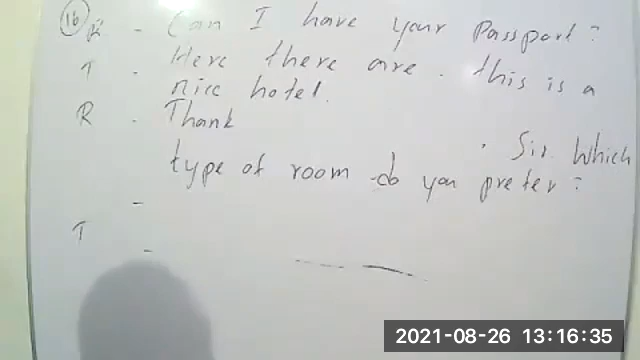 16 R - Can I have your Passport?
T - Here there are. this is a
nice hotel.
R - Thank
. Sir. Which
type of room do you preter?
-
T
-
2021-08-26 13:16:35